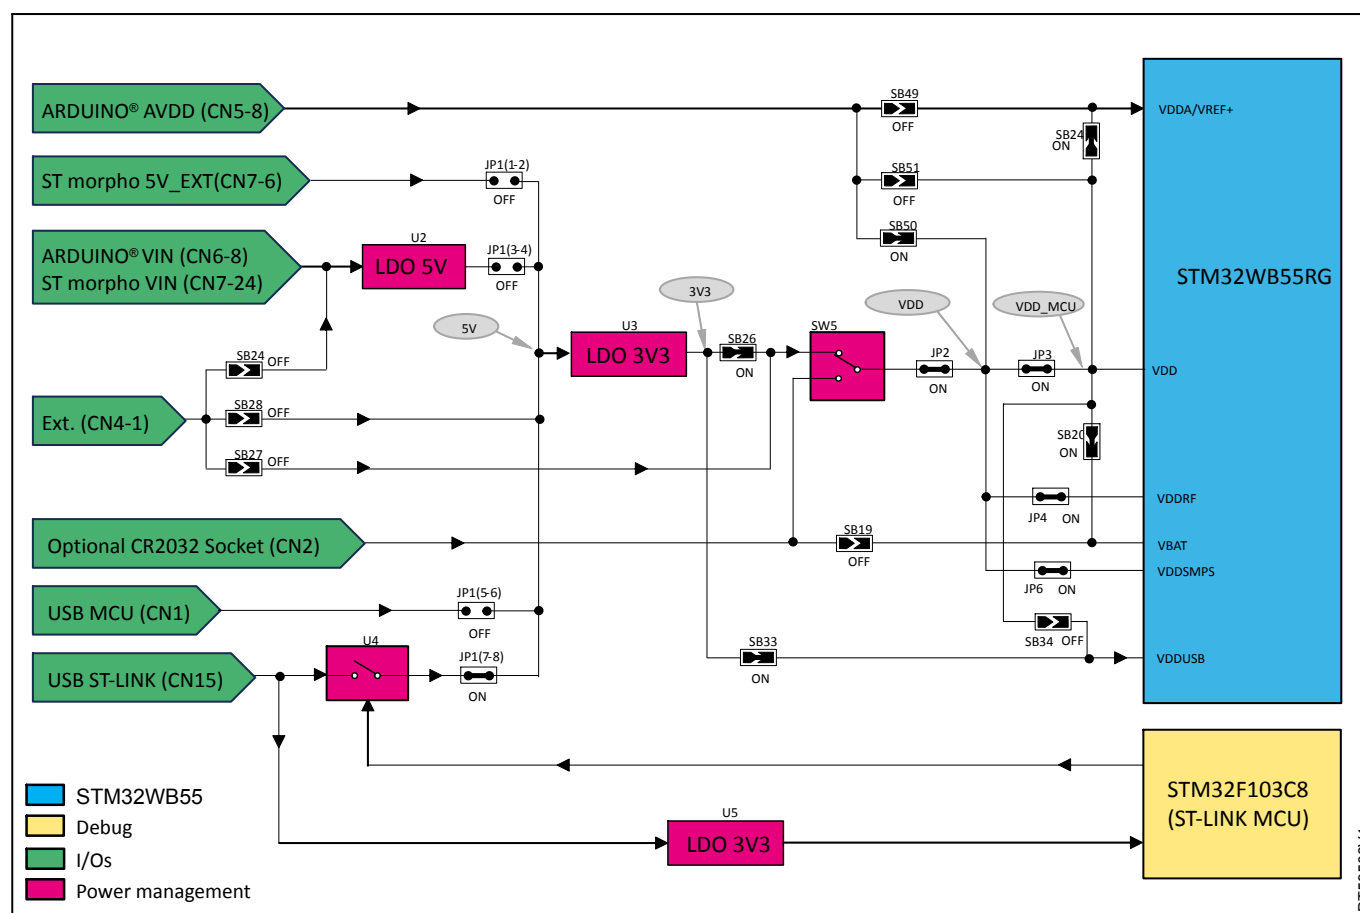 ARDUINO® AVDD (CN5-8)
SB49
OFF
VDDA/VREF+
SB24
ON
ST morpho 5V_EXT(CN7-6)
JP1(1-2)
OFF
SB51
OFF
SB50
ON
ARDUINO® VIN (CN6-8)
ST morpho VIN (CN7-24)
U2
LDO 5V
JP1(3-4)
OFF
STM32WB55RG
5V
3V3
VDD
VDD_MCU
U3
LDO 3V3
SB26
ON
SW5
JP2
ON
JP3
ON
VDD
SB24
OFF
Ext. (CN4-1)
SB28
OFF
SB27
OFF
SB20
ON
VDDRF
JP4
ON
Optional CR2032 Socket (CN2)
SB19
OFF
VBAT
VDDSMPS
JP6
ON
USB MCU (CN1)
JP1(5-6)
OFF
SB34
OFF
USB ST-LINK (CN15)
U4
JP1(7-8)
ON
SB33
ON
VDDUSB
STM32F103C8
(ST-LINK MCU)
U5
LDO 3V3
STM32WB55
Debug
I/Os
Power management